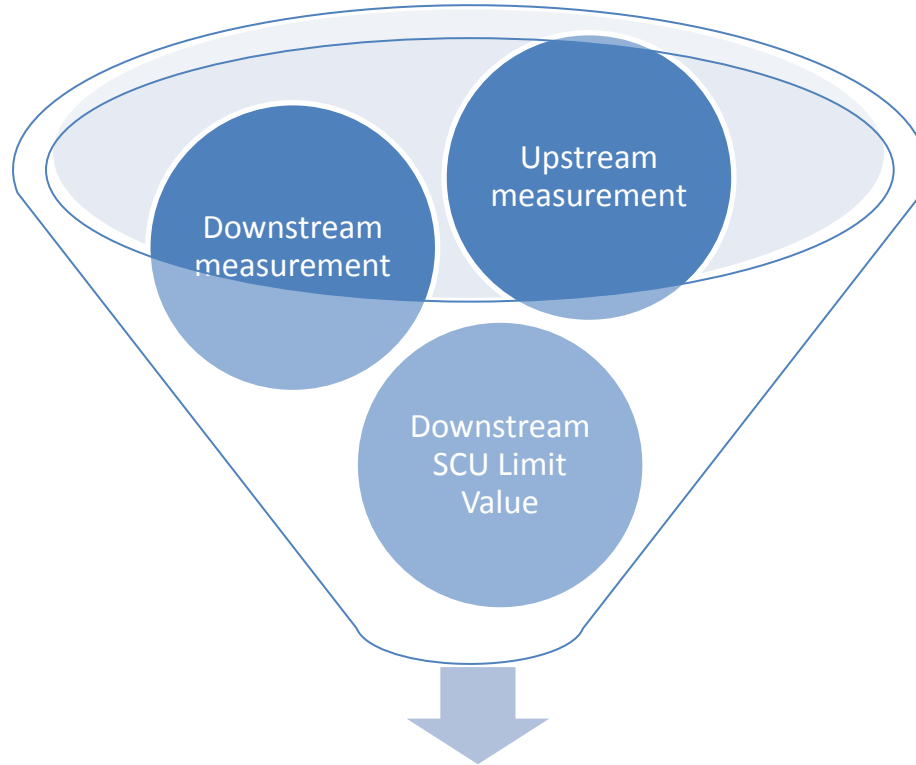 Upstream
measurement
Downstream
measurement
Downstream
SCU Limit
Value